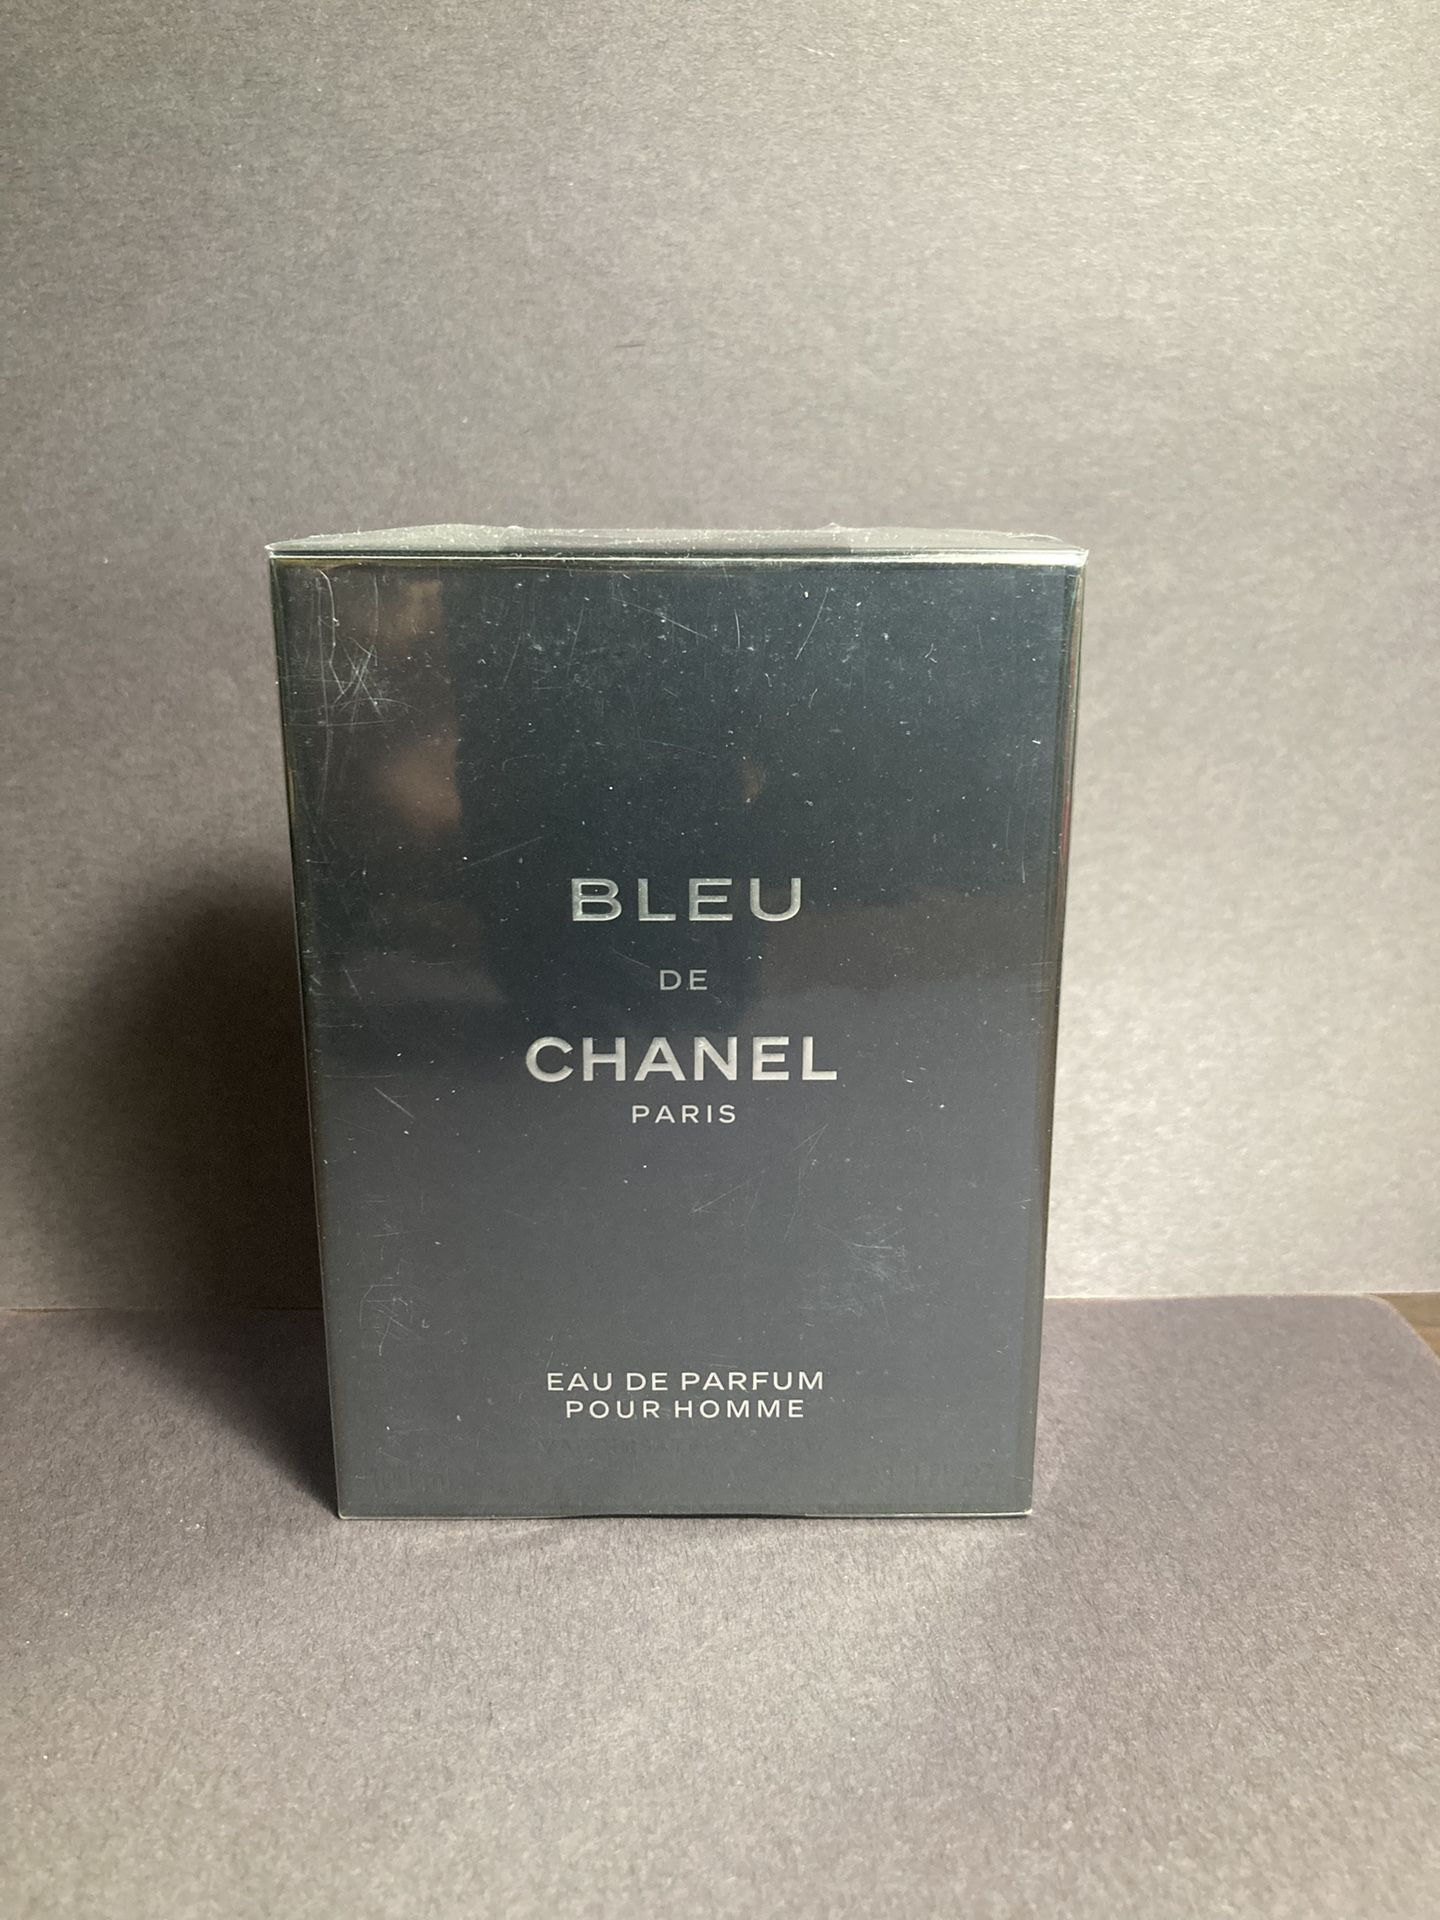 BLEU
DE
CHANEL
PARIS
EAU DE PARFUM
POUR HOMME